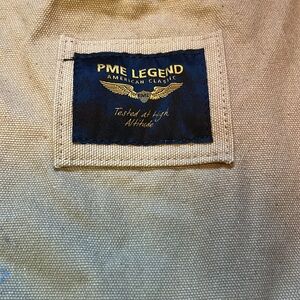 PME LEGEND
AMERICAN CLASSIC
Tested at High
Altitude